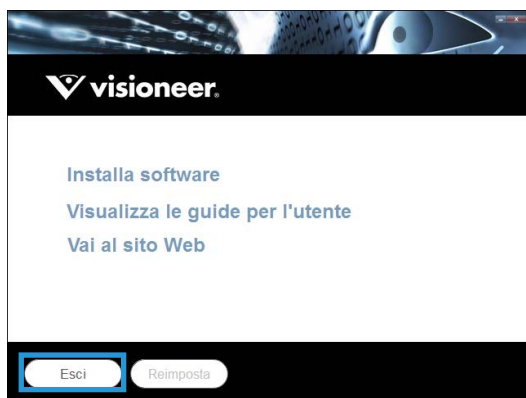 visioneer®
Installa software
Visualizza le guide per l'utente
Vai al sito Web
Esci
Reimposta